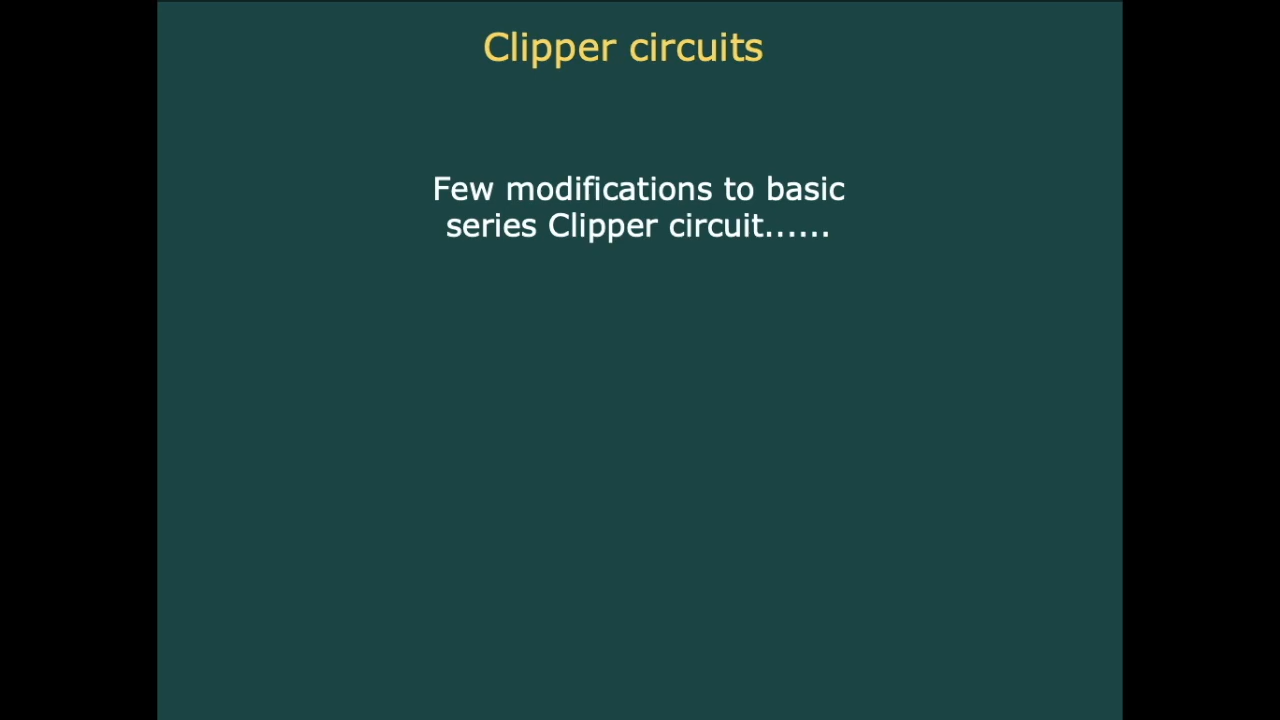 Clipper circuits
Few modifications to basic
series Clipper circuit......